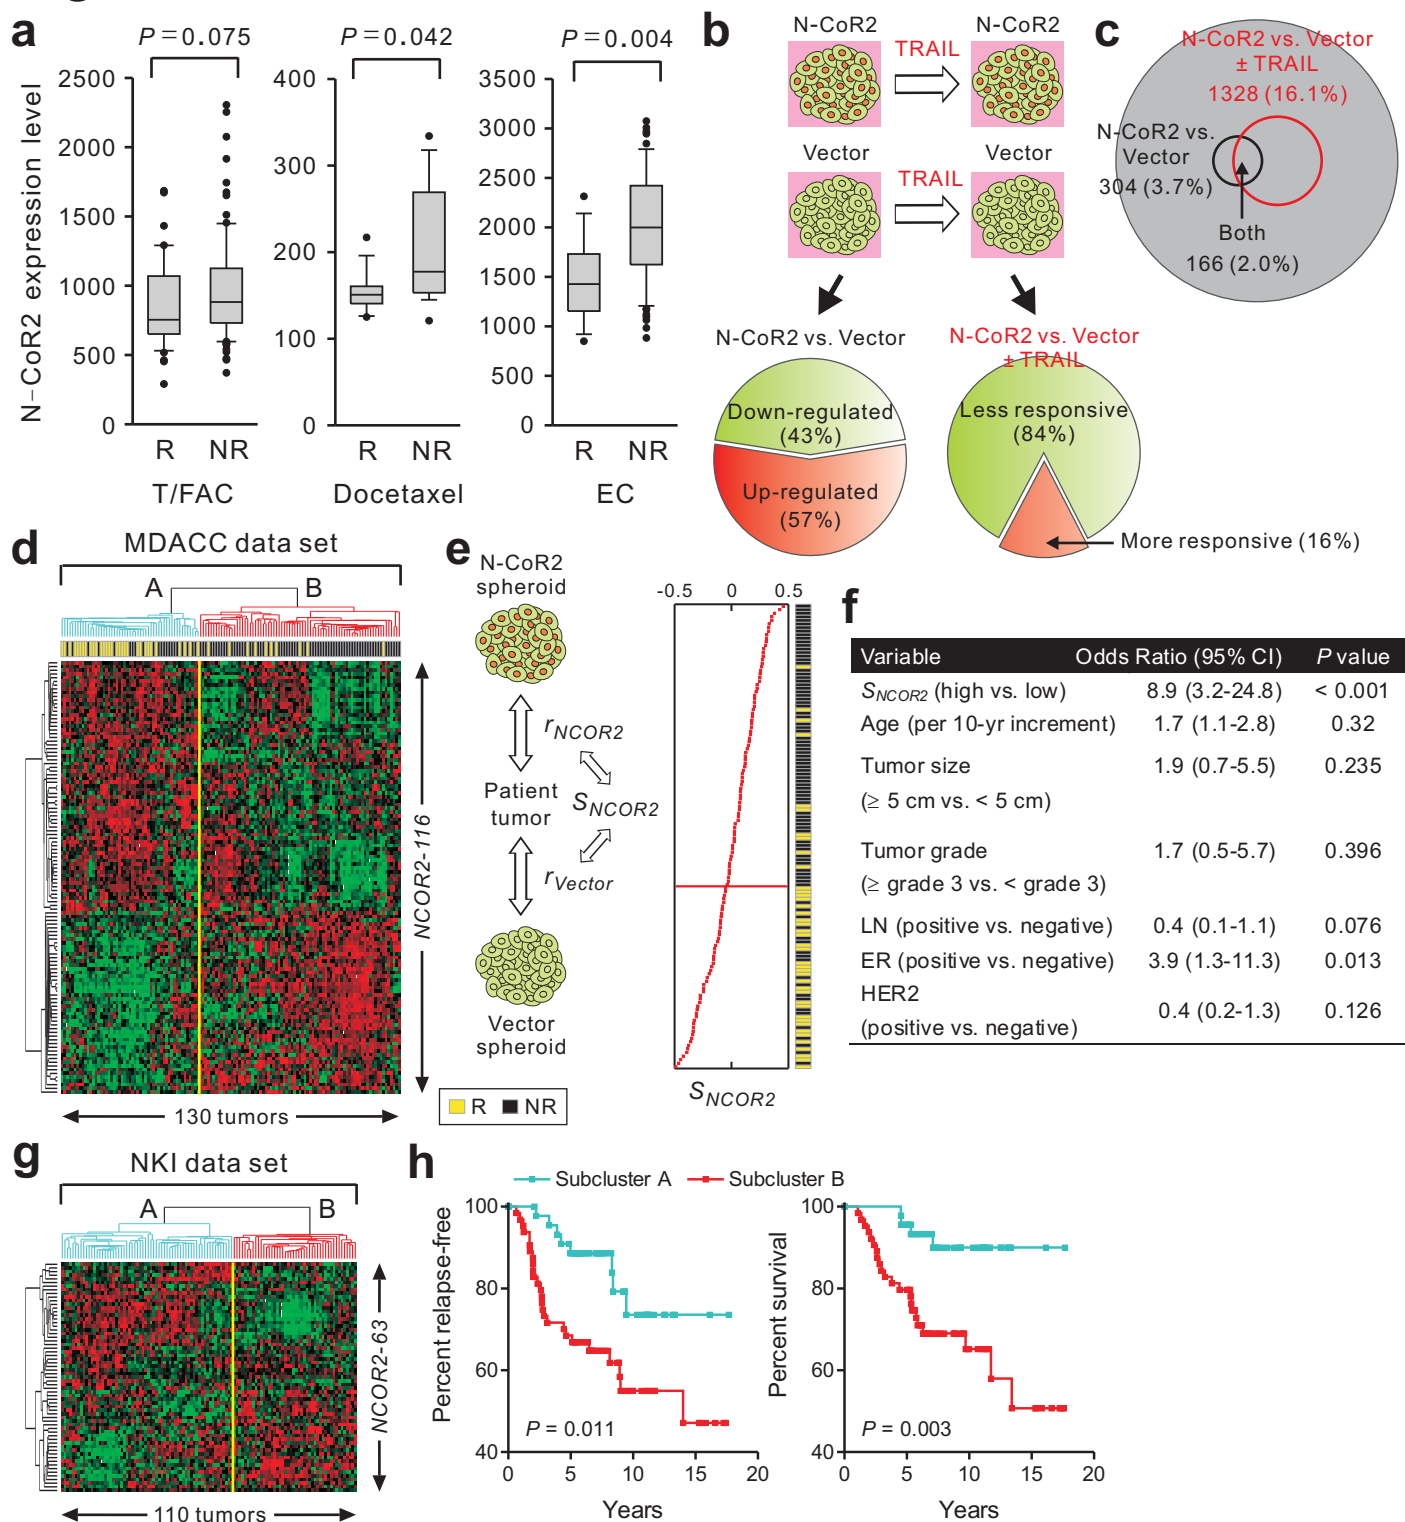 a
P = 0.075
P = 0.042
P = 0.004
N-CoR2 expression level
2500
2000
1500
1000
500
0
R
NR
T/FAC
400
300
200
100
0
R
NR
Docetaxel
3500
3000
2500
2000
1500
1000
500
0
R
NR
EC
b
N-CoR2
TRAIL
N-CoR2
Vector
TRAIL
Vector
N-CoR2 vs. Vector
Down-regulated
(43%)
Up-regulated
(57%)
N-CoR2 vs. Vector
± TRAIL
Less responsive
(84%)
More responsive (16%)
c
N-CoR2 vs. Vector
± TRAIL
1328 (16.1%)
N-CoR2 vs.
Vector
304 (3.7%)
Both
166 (2.0%)
d
MDACC data set
A
B
NCOR2-116
130 tumors
e
N-CoR2
spheroid
rNCOR2
Patient
tumor
SNCOR2
rVector
Vector
spheroid
R
NR
-0.5
0
0.5
SNCOR2
f
Variable Odds Ratio (95% CI) P value
SNCOR2 (high vs. low) 8.9 (3.2-24.8) < 0.001
Age (per 10-yr increment) 1.7 (1.1-2.8) 0.32
Tumor size 1.9 (0.7-5.5) 0.235
(≥ 5 cm vs. < 5 cm)
Tumor grade 1.7 (0.5-5.7) 0.396
(≥ grade 3 vs. < grade 3)
LN (positive vs. negative) 0.4 (0.1-1.1) 0.076
ER (positive vs. negative) 3.9 (1.3-11.3) 0.013
HER2
(positive vs. negative) 0.4 (0.2-1.3) 0.126
g
NKI data set
A
B
NCOR2-63
110 tumors
h
Subcluster A
Subcluster B
Percent relapse-free
100
80
60
40
P = 0.011
0
5
10
15
20
Years
Percent survival
100
80
60
40
P = 0.003
0
5
10
15
20
Years